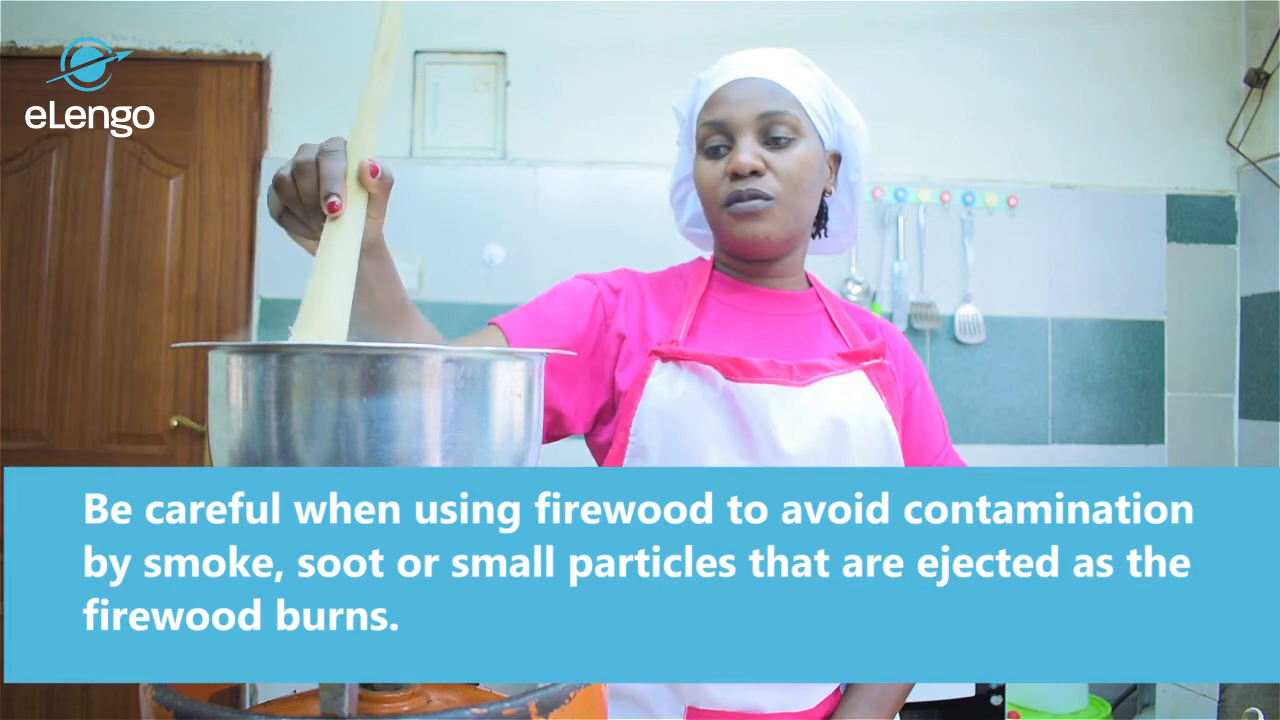 eLengo
Be careful when using firewood to avoid contamination
by smoke, soot or small particles that are ejected as the
firewood burns.